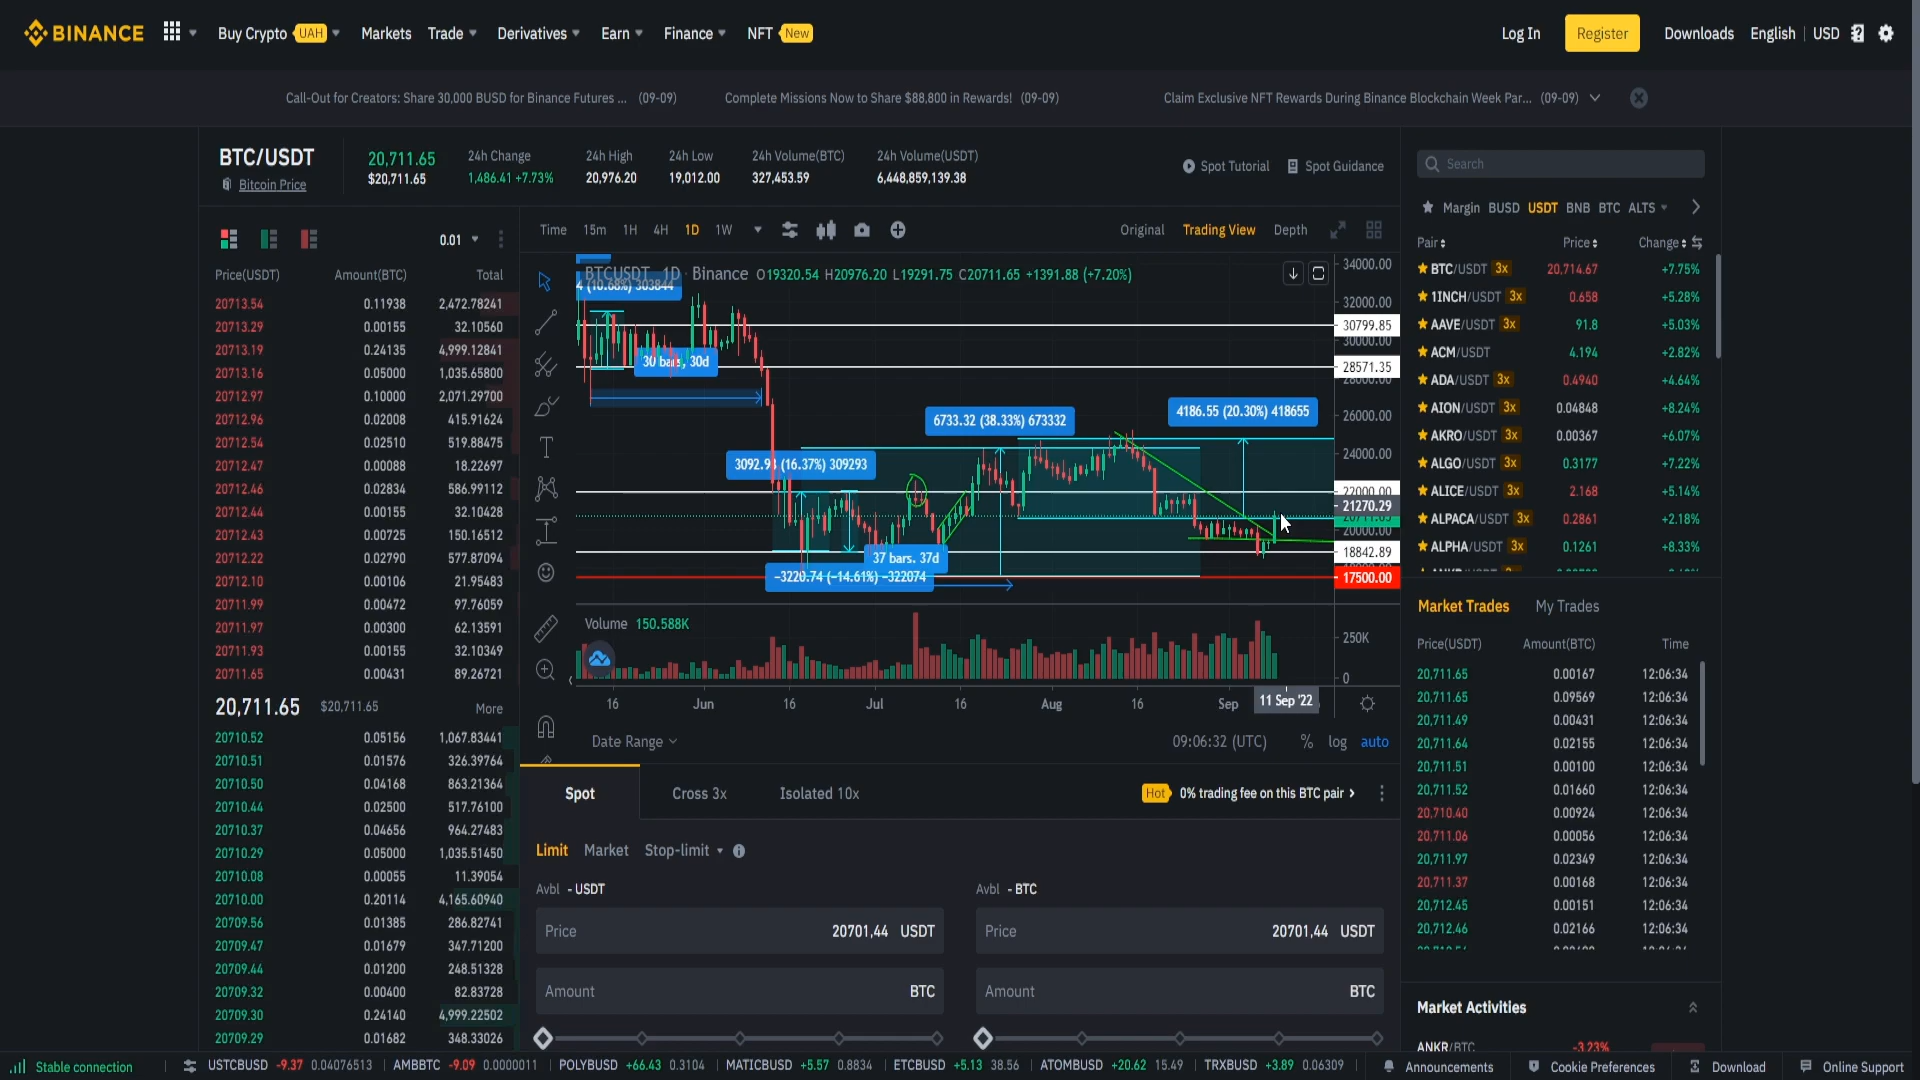 BINANCE
Buy Crypto UAH Markets Trade Derivatives Earn Finance NFT New
Log In Register Downloads English USD
Call-Out for Creators: Share 30,000 BUSD for Binance Futures ... (09-09)
Complete Missions Now to Share $88,800 in Rewards! (09-09)
Claim Exclusive NFT Rewards During Binance Blockchain Week Par... (09-09)
BTC/USDT
Bitcoin Price
20,711.65
$20,711.65
24h Change
1,486.41 +7.73%
24h High
20,976.20
24h Low
19,012.00
24h Volume(BTC)
327,453.59
24h Volume(USDT)
6,448,859,139.38
Spot Tutorial Spot Guidance
0.01
Price(USDT) Amount(BTC) Total
20713.54 0.11938 2,472.78241
20713.29 0.00155 32.10560
20713.19 0.24135 4,999.12841
20713.16 0.05000 1,035.65800
20712.97 0.10000 2,071.29700
20712.96 0.02008 415.91624
20712.54 0.02510 519.88475
20712.47 0.00088 18.22697
20712.46 0.02834 586.99112
20712.44 0.00155 32.10428
20712.43 0.00725 150.16512
20712.22 0.02790 577.87094
20712.10 0.00106 21.95483
20711.99 0.00472 97.76059
20711.97 0.00300 62.13591
20711.93 0.00155 32.10349
20711.65 0.00431 89.26721
20,711.65 $20,711.65 More
20710.52 0.05156 1,067.83441
20710.51 0.01576 326.39764
20710.50 0.04168 863.21364
20710.44 0.02500 517.76100
20710.37 0.04656 964.27483
20710.29 0.05000 1,035.51450
20710.08 0.00055 11.39054
20710.00 0.20114 4,165.60940
20709.56 0.01385 286.82741
20709.47 0.01679 347.71200
20709.44 0.01200 248.51328
20709.32 0.00400 82.83728
20709.30 0.24140 4,999.22502
20709.29 0.01682 348.33026
Time 15m 1H 4H 1D 1W
Original Trading View Depth
BTCUSDT · 1D · Binance O19320.54 H20976.20 L19291.75 C20711.65 +1391.88 (+7.20%)
4 (10.68%) 303844
30 bars, 30d
3092.93 (16.37%) 309293
6733.32 (38.33%) 673332
4186.55 (20.30%) 418655
37 bars, 37d
−3220.74 (−14.61%) −322074
34000.00
32000.00
30799.85
30000.00
28571.35
28000.00
26000.00
24000.00
22000.00
21270.29
20711.65
20000.00
18842.89
17500.00
Volume 150.588K
250K
0
16 Jun 16 Jul 16 Aug 16 Sep 11 Sep '22
Date Range 09:06:32 (UTC) % log auto
Spot Cross 3x Isolated 10x
Hot 0% trading fee on this BTC pair
Limit Market Stop-limit
Avbl - USDT
Price 20701,44 USDT
Amount BTC
Avbl - BTC
Price 20701,44 USDT
Amount BTC
Search
Margin BUSD USDT BNB BTC ALTS
Pair Price Change
BTC/USDT 3x 20,714.67 +7.75%
1INCH/USDT 3x 0.658 +5.28%
AAVE/USDT 3x 91.8 +5.03%
ACM/USDT 4.194 +2.82%
ADA/USDT 3x 0.4940 +4.64%
AION/USDT 3x 0.04848 +8.24%
AKRO/USDT 3x 0.00367 +6.07%
ALGO/USDT 3x 0.3177 +7.22%
ALICE/USDT 3x 2.168 +5.14%
ALPACA/USDT 3x 0.2861 +2.18%
ALPHA/USDT 3x 0.1261 +8.33%
Market Trades My Trades
Price(USDT) Amount(BTC) Time
20,711.65 0.00167 12:06:34
20,711.65 0.09569 12:06:34
20,711.49 0.00431 12:06:34
20,711.64 0.02155 12:06:34
20,711.51 0.00100 12:06:34
20,711.52 0.01660 12:06:34
20,710.40 0.00924 12:06:34
20,711.06 0.00056 12:06:34
20,711.97 0.02349 12:06:34
20,711.37 0.00168 12:06:34
20,712.45 0.00151 12:06:34
20,712.46 0.02166 12:06:34
Market Activities
ANKR/BTC -3.23%
Stable connection
USTCBUSD -9.37 0.04076513 AMBBTC -9.09 0.0000011 POLYBUSD +66.43 0.3104 MATICBUSD +5.57 0.8834 ETCBUSD +5.13 38.56 ATOMBUSD +20.62 15.49 TRXBUSD +3.89 0.06309
Announcements Cookie Preferences Download Online Support